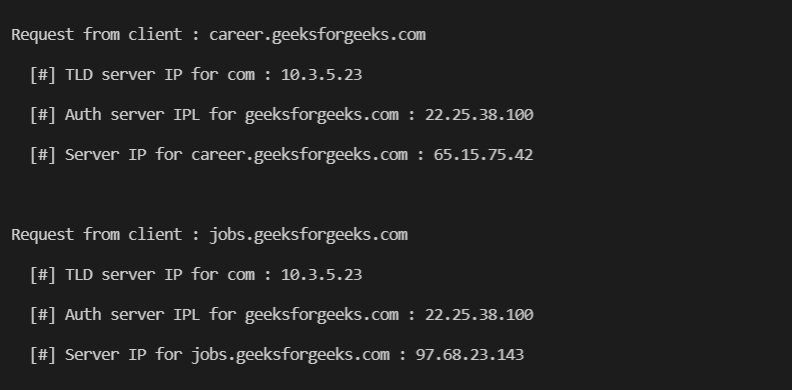 Request from client : career.geeksforgeeks.com
[#] TLD server IP for com : 10.3.5.23
[#] Auth server IPL for geeksforgeeks.com : 22.25.38.100
[#] Server IP for career.geeksforgeeks.com : 65.15.75.42
Request from client : jobs.geeksforgeeks.com
[#] TLD server IP for com : 10.3.5.23
[#] Auth server IPL for geeksforgeeks.com : 22.25.38.100
[#] Server IP for jobs.geeksforgeeks.com : 97.68.23.143